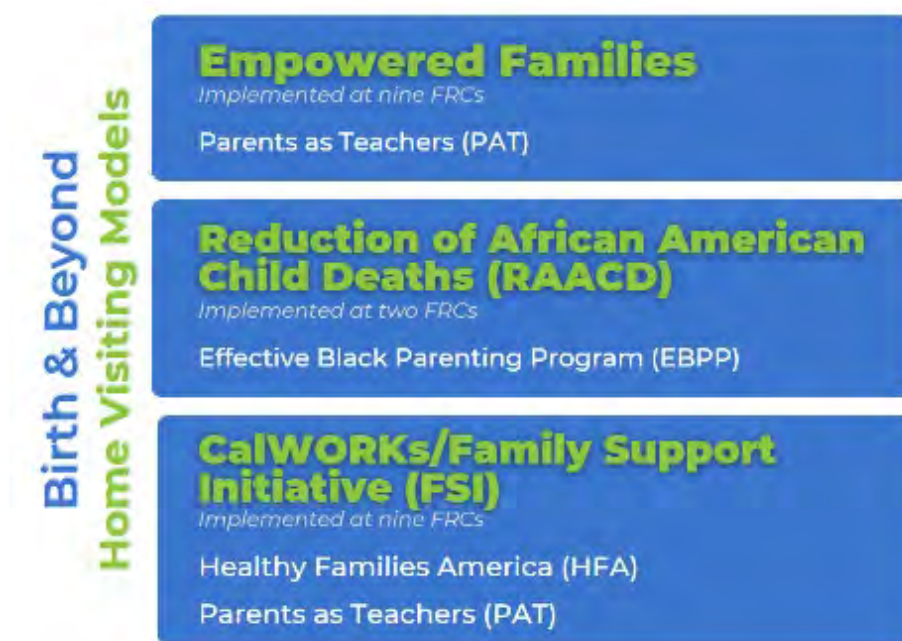 Birth & Beyond
Home Visiting Models
Empowered Families
Implemented at nine FRCs
Parents as Teachers (PAT)
Reduction of African American
Child Deaths (RAACD)
Implemented at two FRCs
Effective Black Parenting Program (EBPP)
CalWORKs/Family Support
Initiative (FSI)
Implemented at nine FRCs
Healthy Families America (HFA)
Parents as Teachers (PAT)